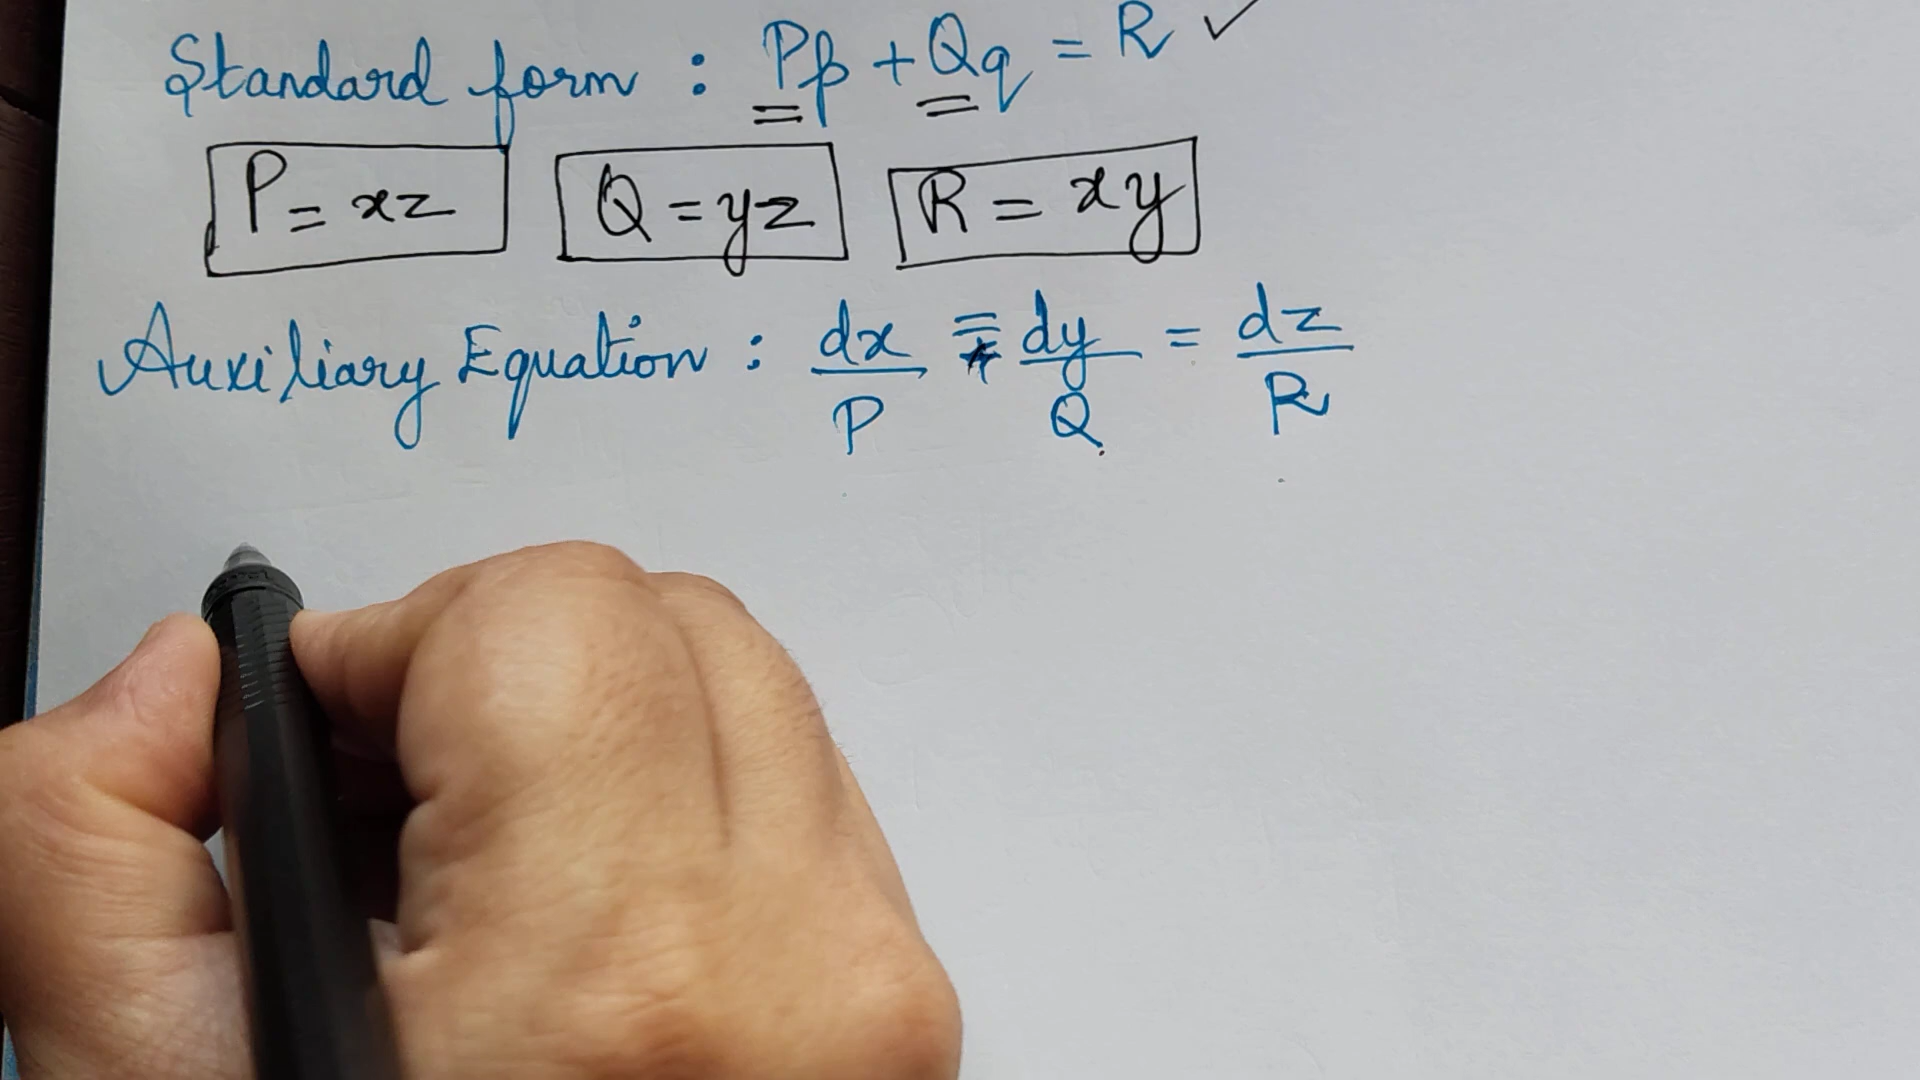 Standard form : Pp + Qq = R ✓
P = xz Q = yz R = xy
Auxiliary Equation : dx/P = dy/Q = dz/R